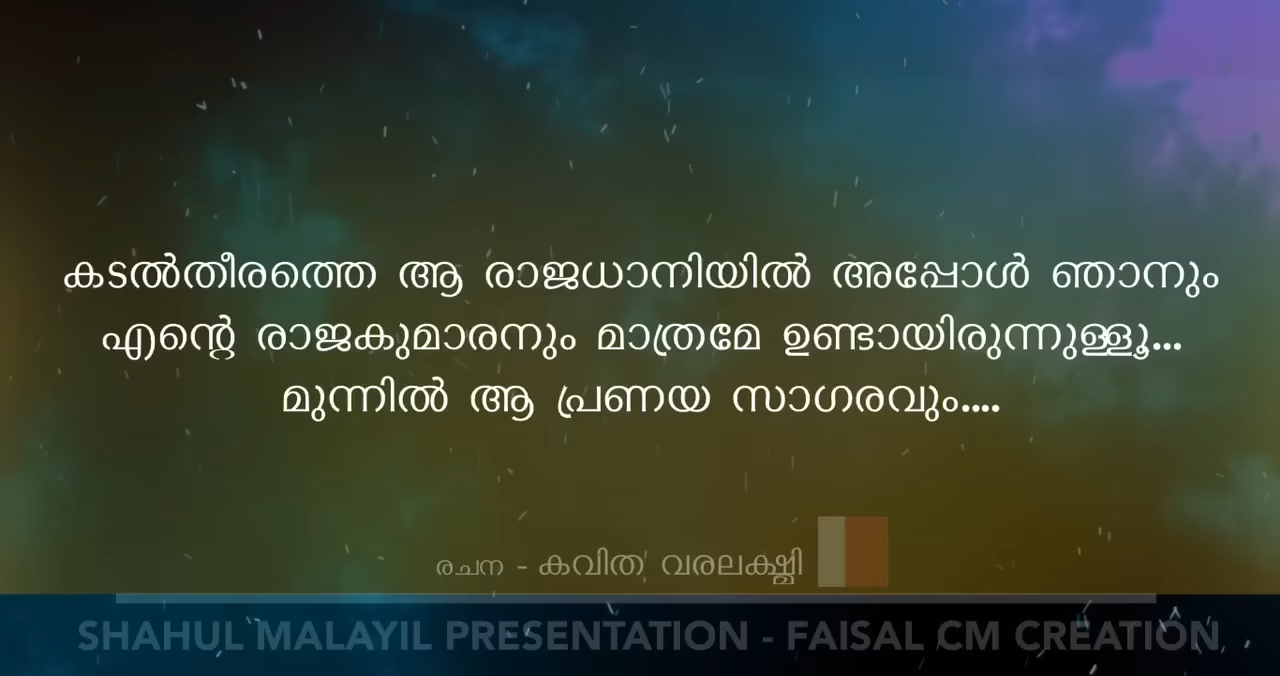 കടൽതീരത്തെ ആ രാജധാനിയിൽ അപ്പോൾ ഞാനും
എന്റെ രാജകുമാരനും മാത്രമേ ഉണ്ടായിരുന്നുള്ളൂ...
മുന്നിൽ ആ പ്രണയ സാഗരവും....
രചന - കവിത വരലക്ഷ്മി
SHAHUL MALAYIL PRESENTATION - FAISAL CM CREATION